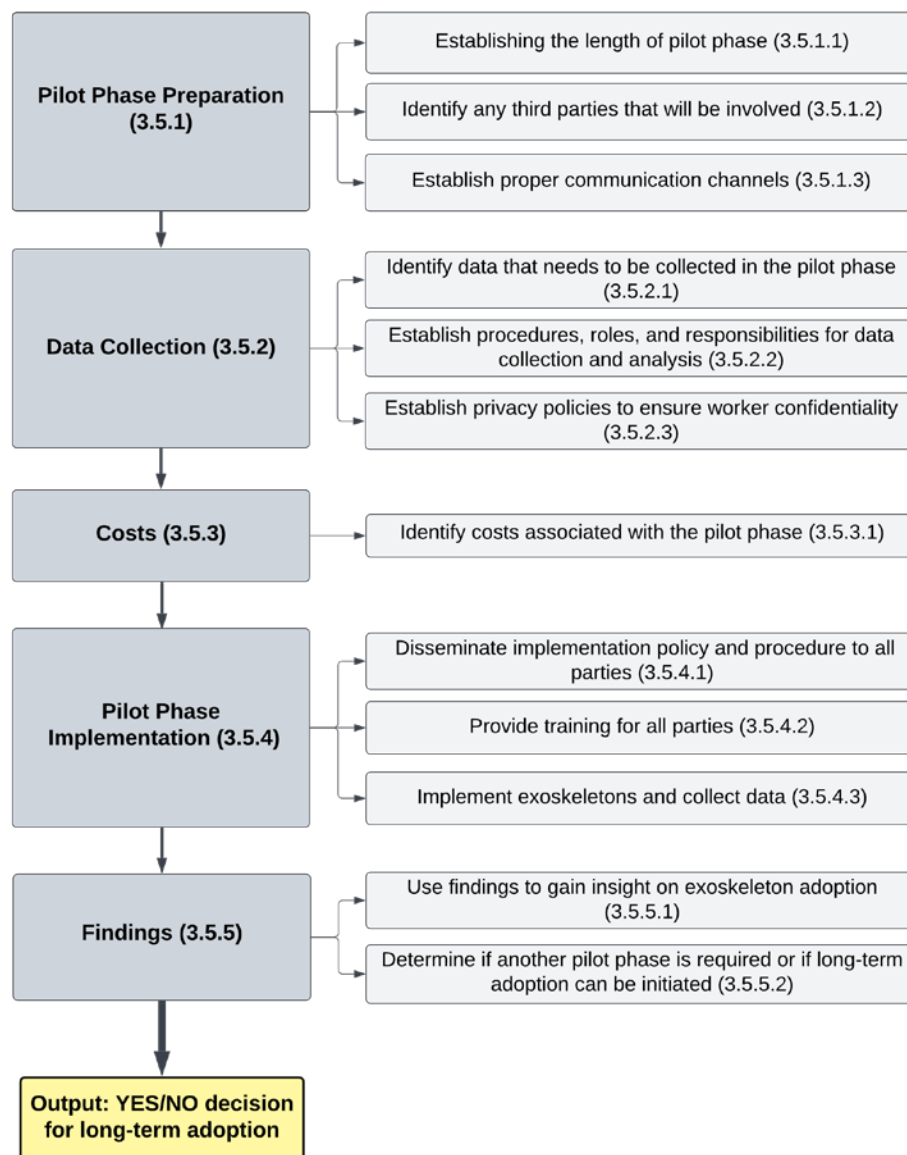 Pilot Phase Preparation
(3.5.1)
Establishing the length of pilot phase (3.5.1.1)
Identify any third parties that will be involved (3.5.1.2)
Establish proper communication channels (3.5.1.3)
Data Collection (3.5.2)
Identify data that needs to be collected in the pilot phase
(3.5.2.1)
Establish procedures, roles, and responsibilities for data
collection and analysis (3.5.2.2)
Establish privacy policies to ensure worker confidentiality
(3.5.2.3)
Costs (3.5.3)
Identify costs associated with the pilot phase (3.5.3.1)
Pilot Phase
Implementation (3.5.4)
Disseminate implementation policy and procedure to all
parties (3.5.4.1)
Provide training for all parties (3.5.4.2)
Implement exoskeletons and collect data (3.5.4.3)
Findings (3.5.5)
Use findings to gain insight on exoskeleton adoption
(3.5.5.1)
Determine if another pilot phase is required or if long-term
adoption can be initiated (3.5.5.2)
Output: YES/NO decision
for long-term adoption